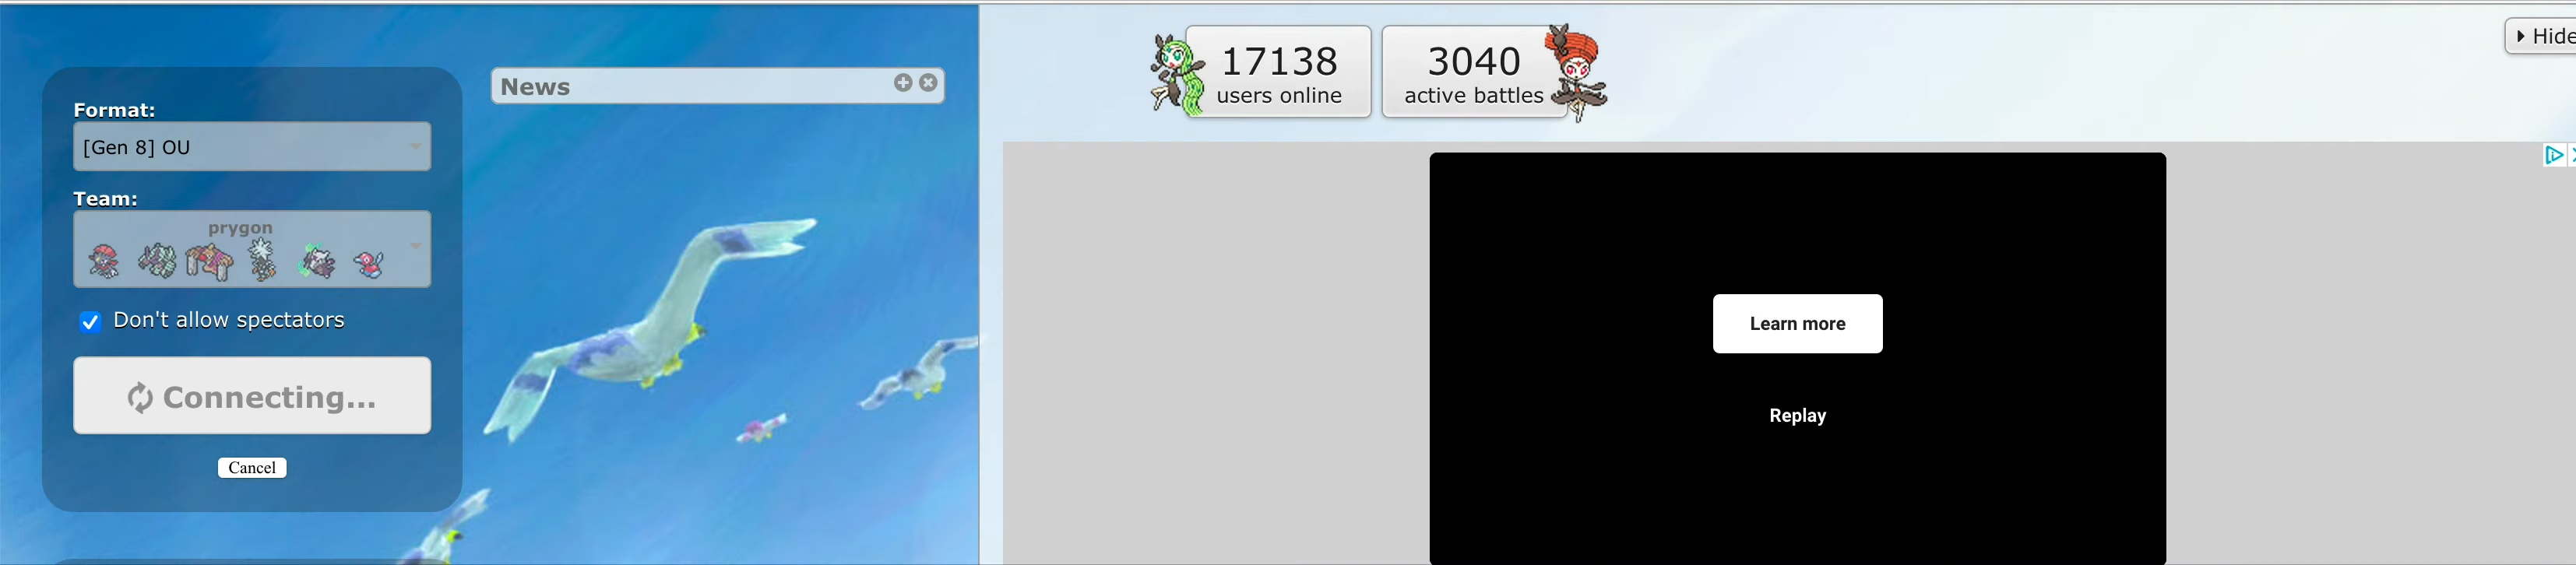 Format:
[Gen 8] OU
Team:
prygon
Don't allow spectators
Connecting...
Cancel
News
17138
users online
3040
active battles
Hide
Learn more
Replay